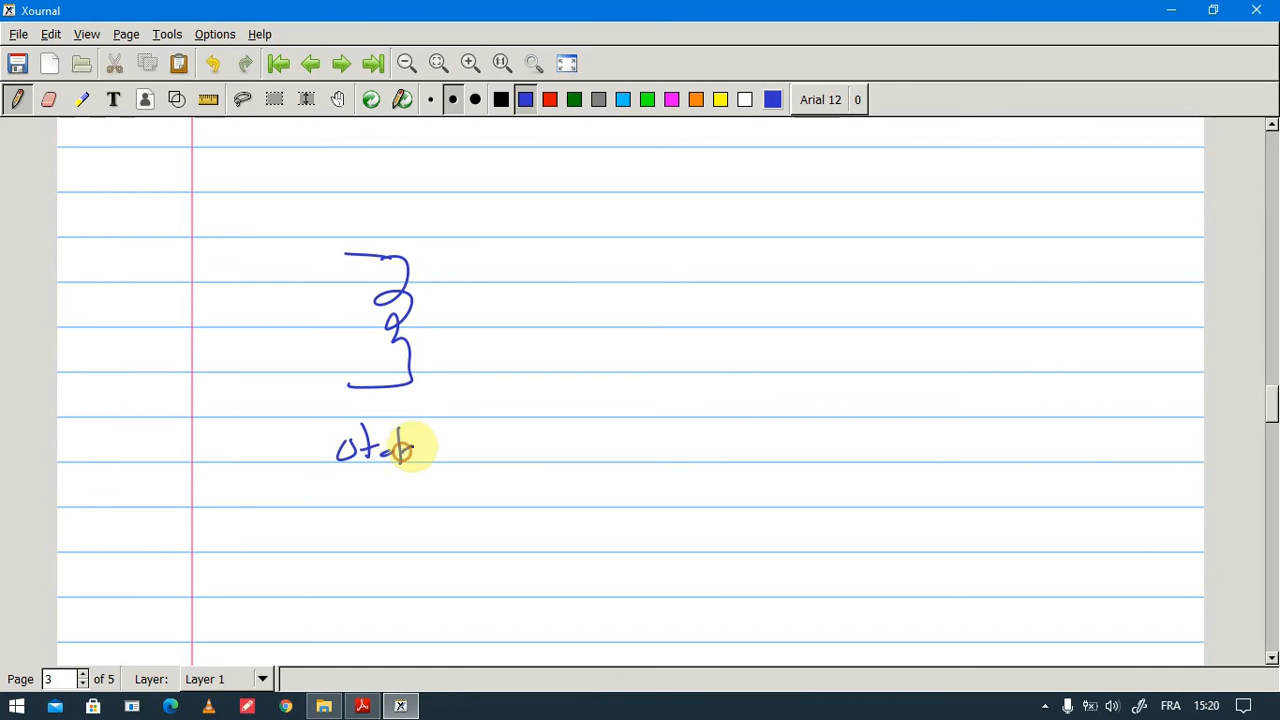 Xournal
File Edit View Page Tools Options Help
Arial 12 0
Page 3 of 5 Layer: Layer 1
FRA 15:20